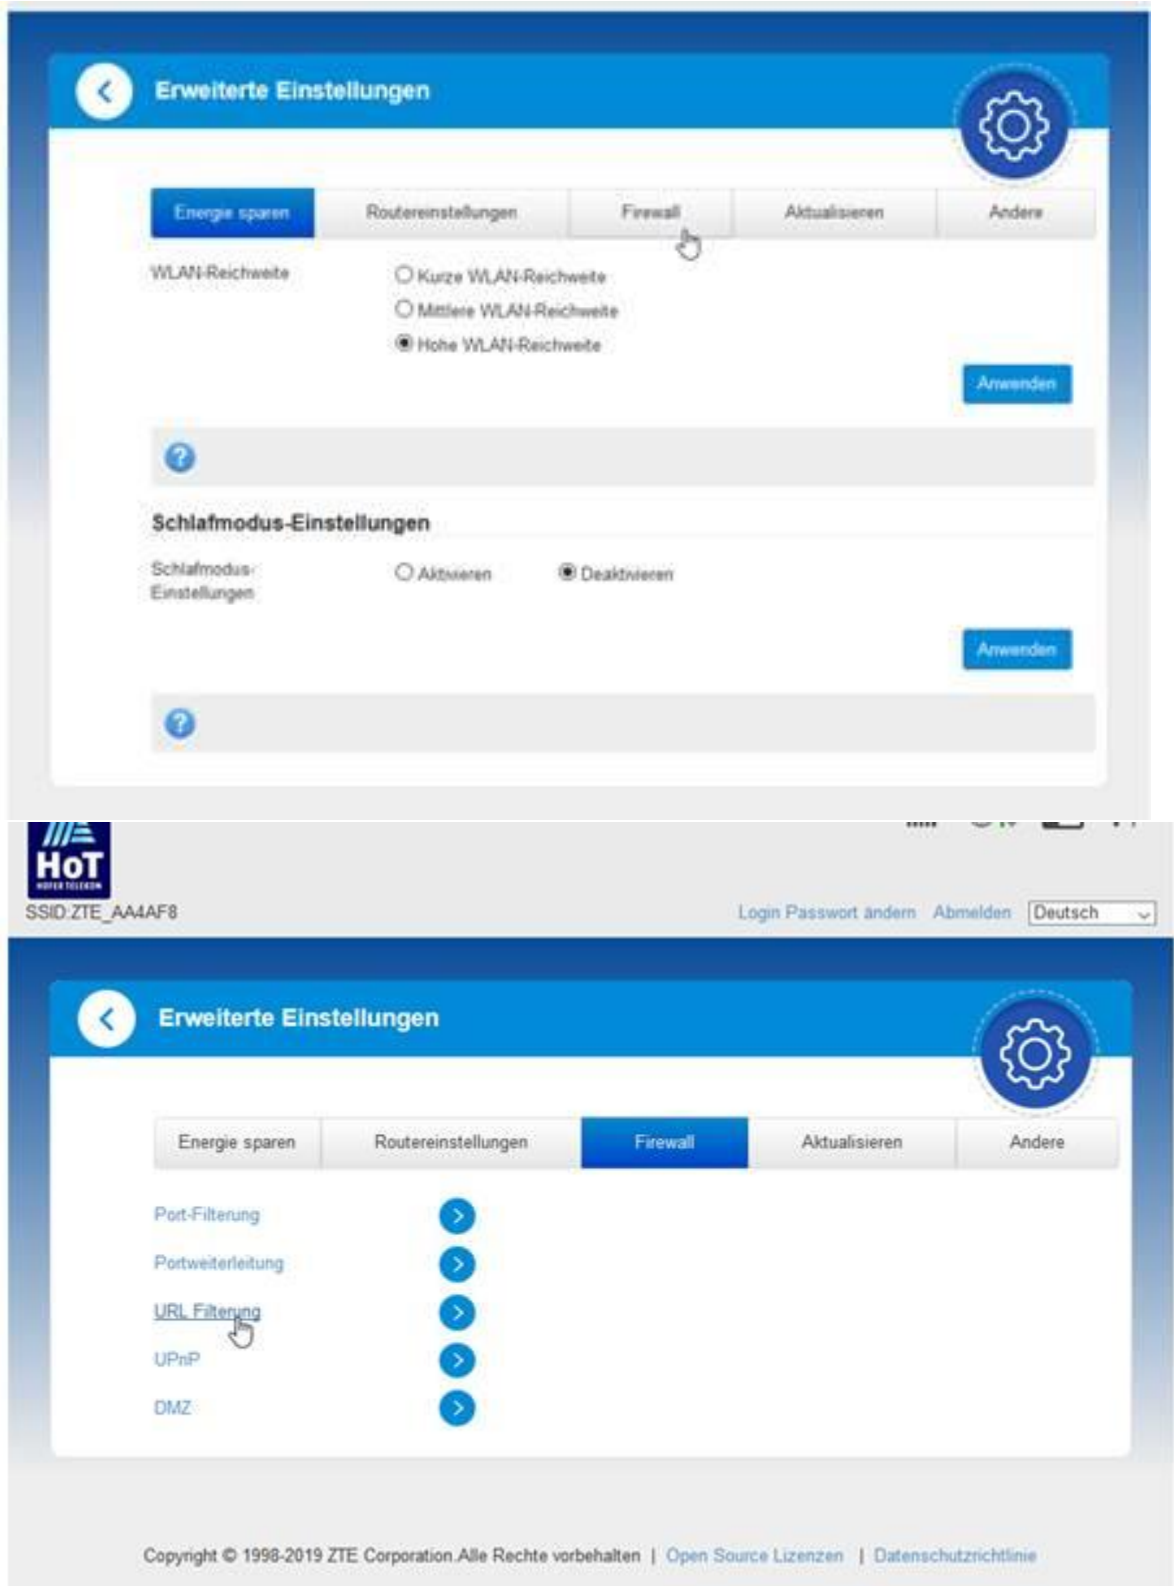 Erweiterte Einstellungen
Energie sparen Routereinstellungen Firewall Aktualisieren Andere
WLAN-Reichweite
Kurze WLAN-Reichweite
Mittlere WLAN-Reichweite
Hohe WLAN-Reichweite
Anwenden
?
Schlafmodus-Einstellungen
Schlafmodus-
Einstellungen
Aktivieren Deaktivieren
Anwenden
?
HoT
HOFER TELEKOM
SSID:ZTE_AA4AF8
Login Passwort ändern Abmelden Deutsch
Erweiterte Einstellungen
Energie sparen Routereinstellungen Firewall Aktualisieren Andere
Port-Filterung
Portweiterleitung
URL Filterung
UPnP
DMZ
Copyright © 1998-2019 ZTE Corporation.Alle Rechte vorbehalten | Open Source Lizenzen | Datenschutzrichtlinie